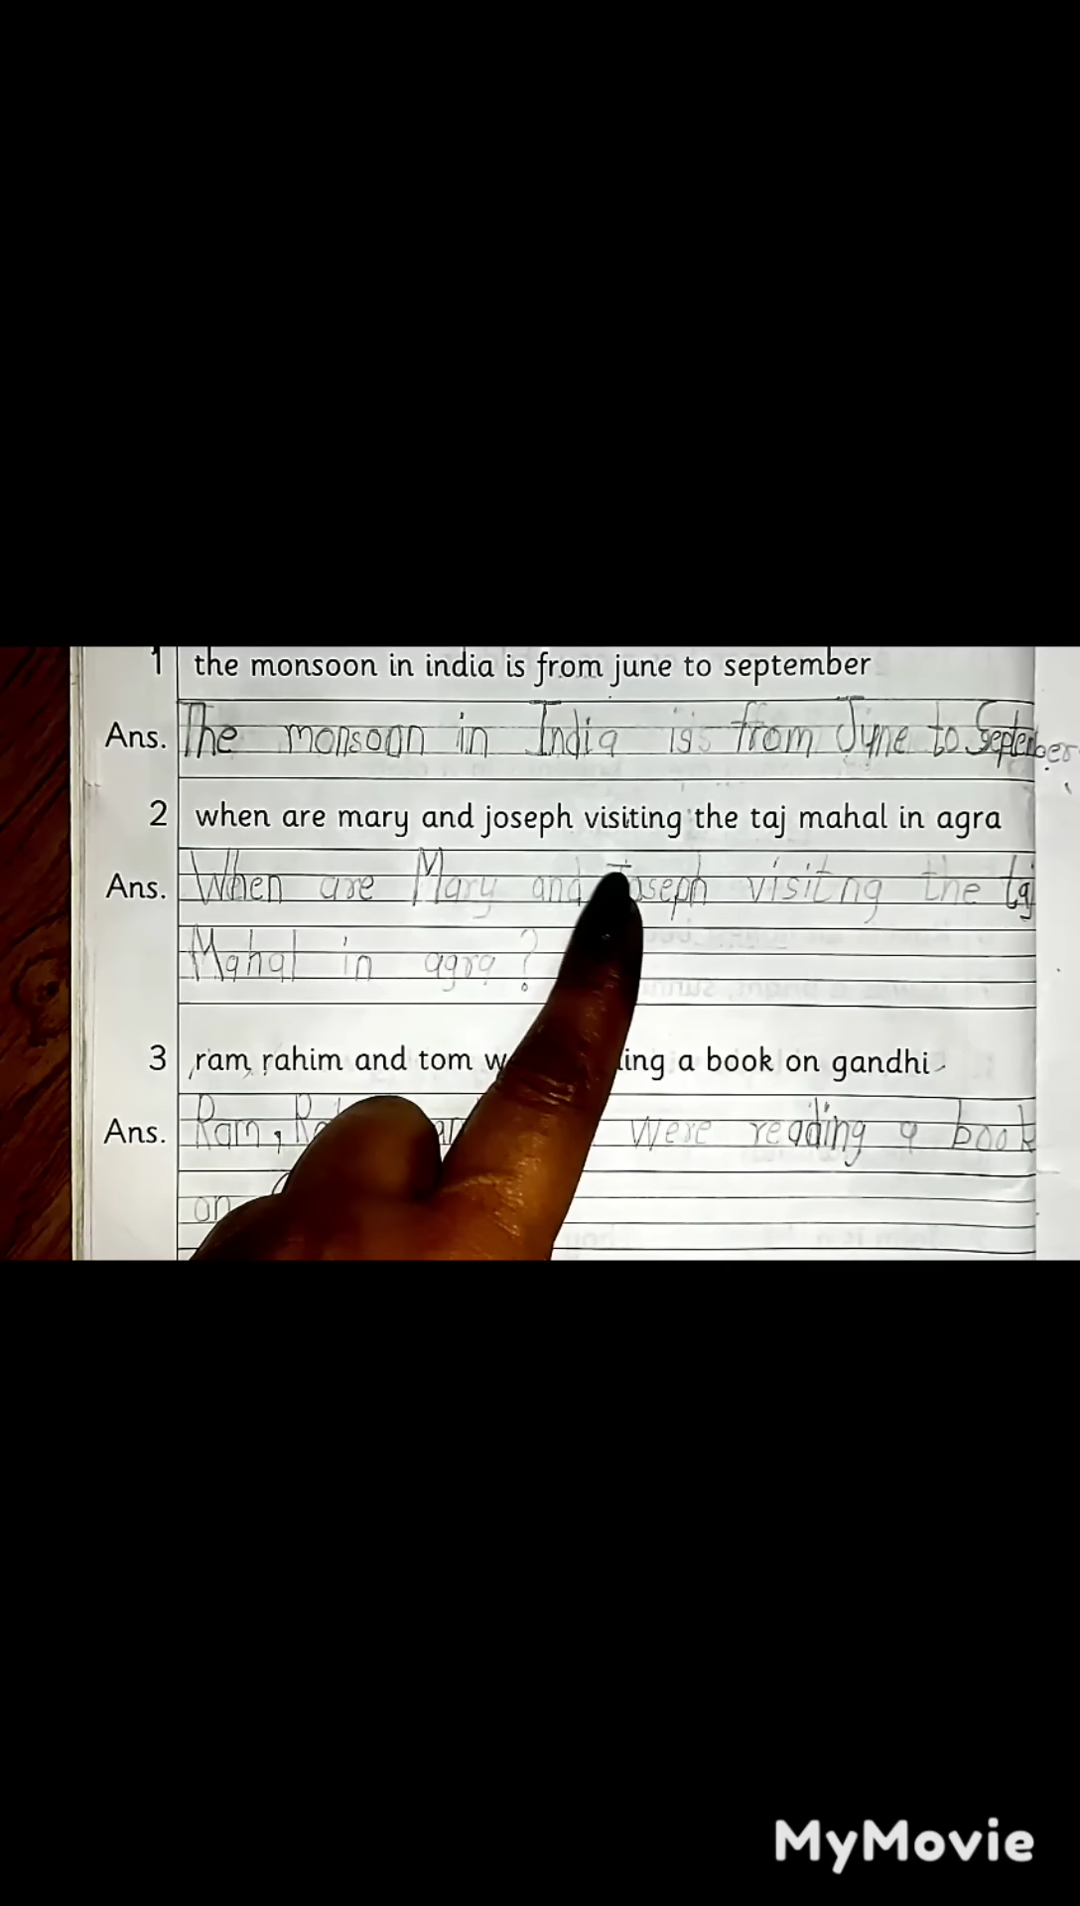 1 the monsoon in india is from june to september
Ans. The monsoon in India is from June to September
2 when are mary and joseph visiting the taj mahal in agra
Ans. When are Mary and Joseph visitng the taj
Mahal in agra ?
3 ram, rahim and tom a book on gandhi
Ans. Ram, were reading a book
on
MyMovie